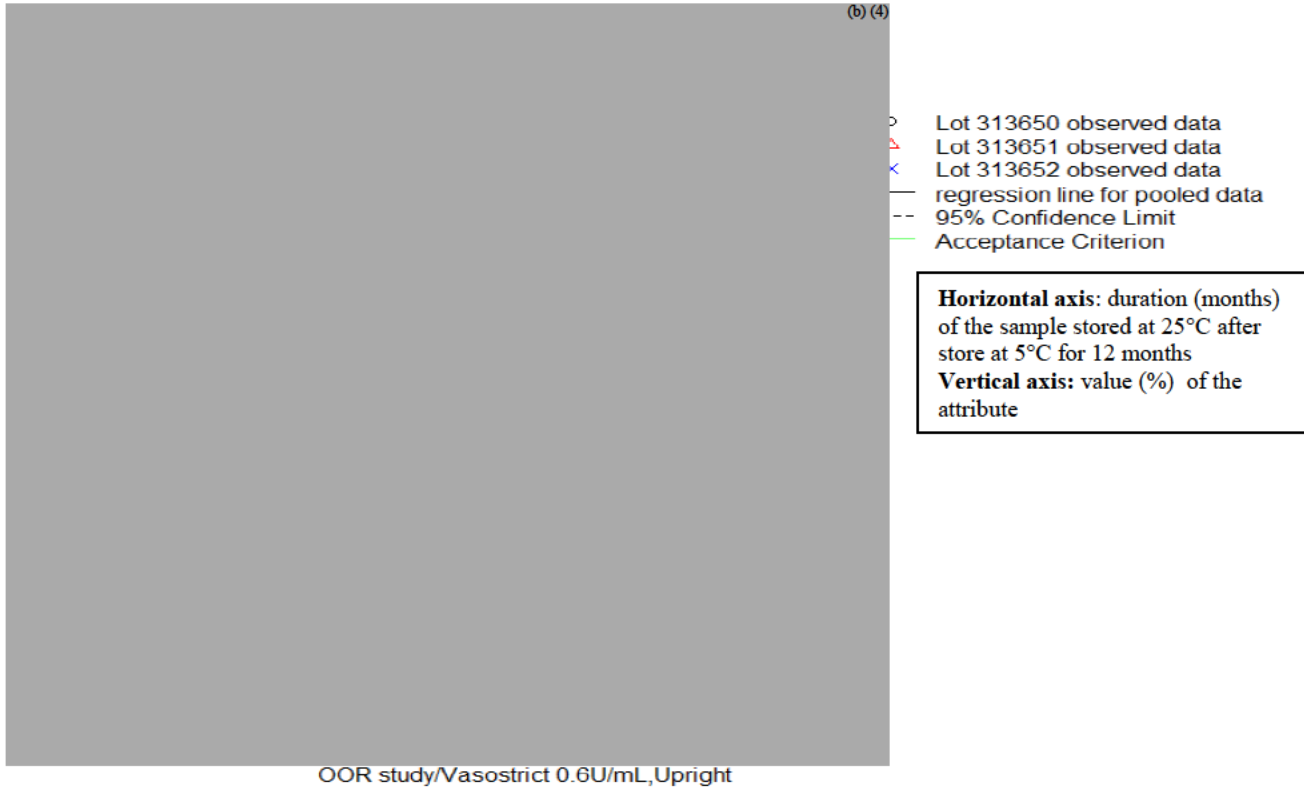 (b) (4)
Lot 313650 observed data
Lot 313651 observed data
Lot 313652 observed data
regression line for pooled data
95% Confidence Limit
Acceptance Criterion
Horizontal axis: duration (months)
of the sample stored at 25°C after
store at 5°C for 12 months
Vertical axis: value (%) of the
attribute
OOR study/Vasostrict 0.6U/mL,Upright